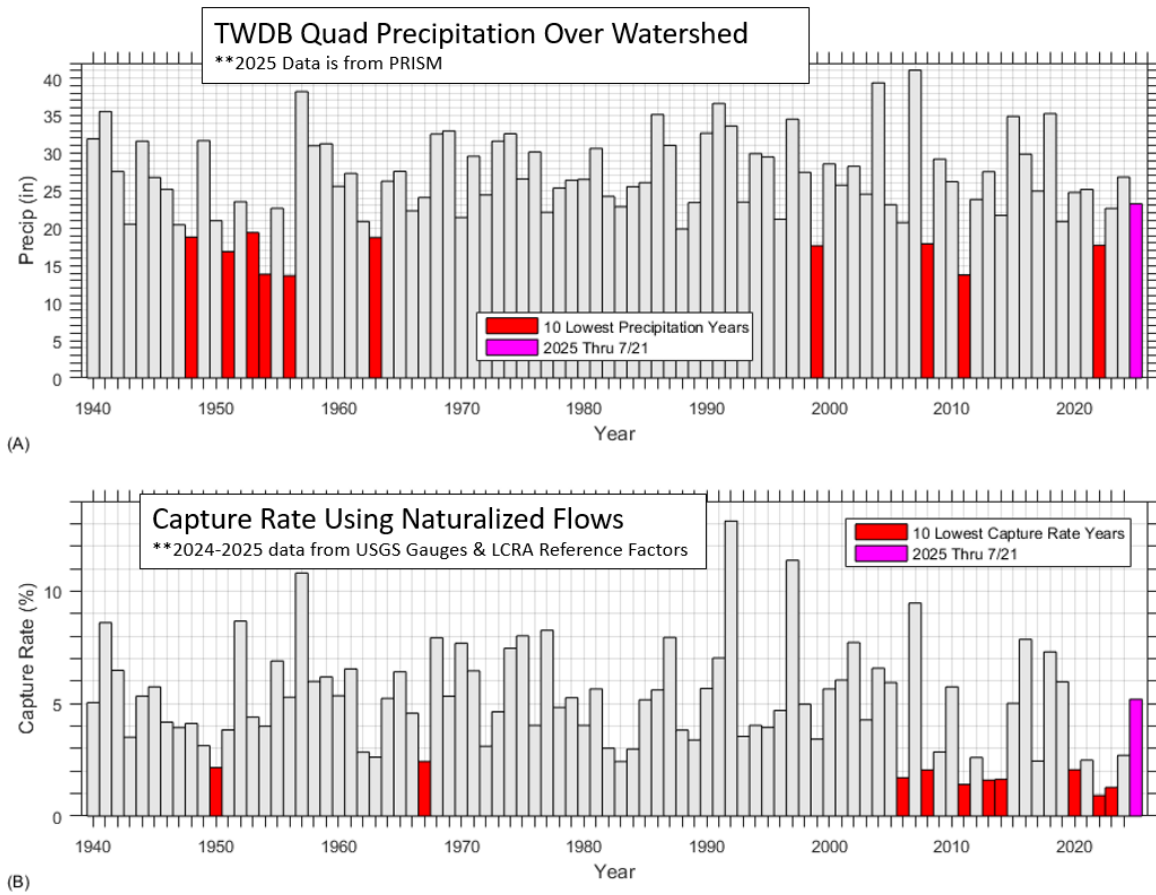 TWDB Quad Precipitation Over Watershed
**2025 Data is from PRISM
40
35
30
25
20
15
10
5
0
Precip (in)
10 Lowest Precipitation Years
2025 Thru 7/21
1940 1950 1960 1970 1980 1990 2000 2010 2020
Year
(A)
Capture Rate Using Naturalized Flows
**2024-2025 data from USGS Gauges & LCRA Reference Factors
10 Lowest Capture Rate Years
2025 Thru 7/21
10
5
0
Capture Rate (%)
1940 1950 1960 1970 1980 1990 2000 2010 2020
Year
(B)